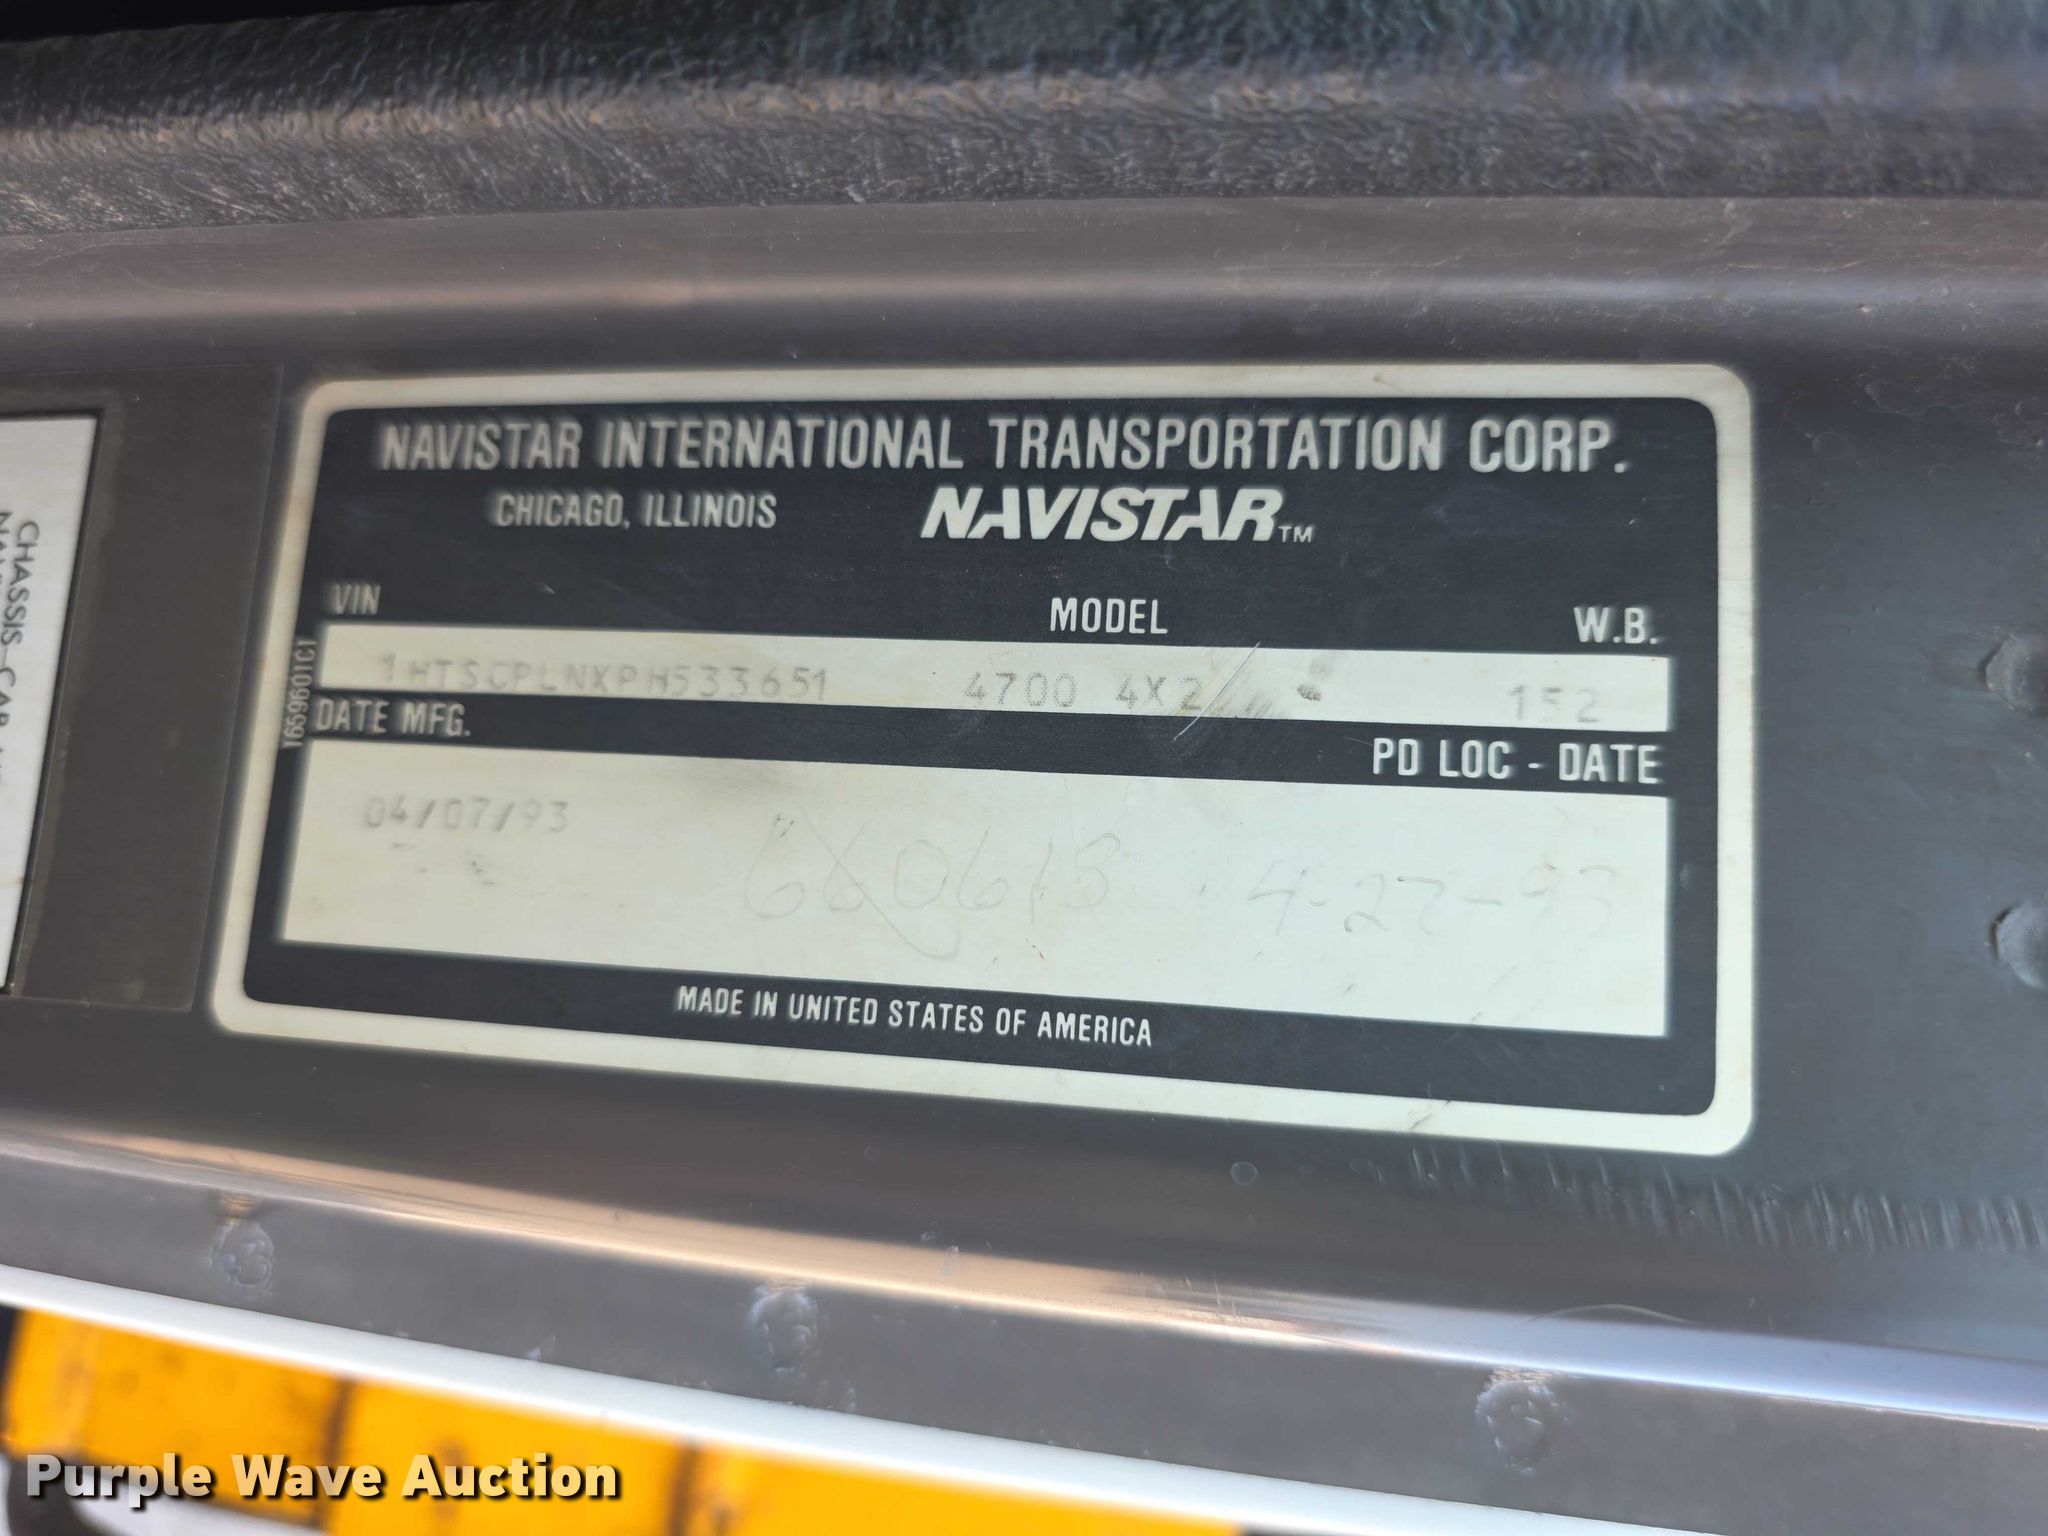 NAVISTAR INTERNATIONAL TRANSPORTATION CORP.
CHICAGO, ILLINOIS NAVISTAR™
VIN MODEL W.B.
1HTSCPLNXPH533651 4700 4X2 152
DATE MFG. PD LOC - DATE
04/07/93 660613 4-27-93
MADE IN UNITED STATES OF AMERICA
1659601C1
CHASSIS-CAB
Purple Wave Auction